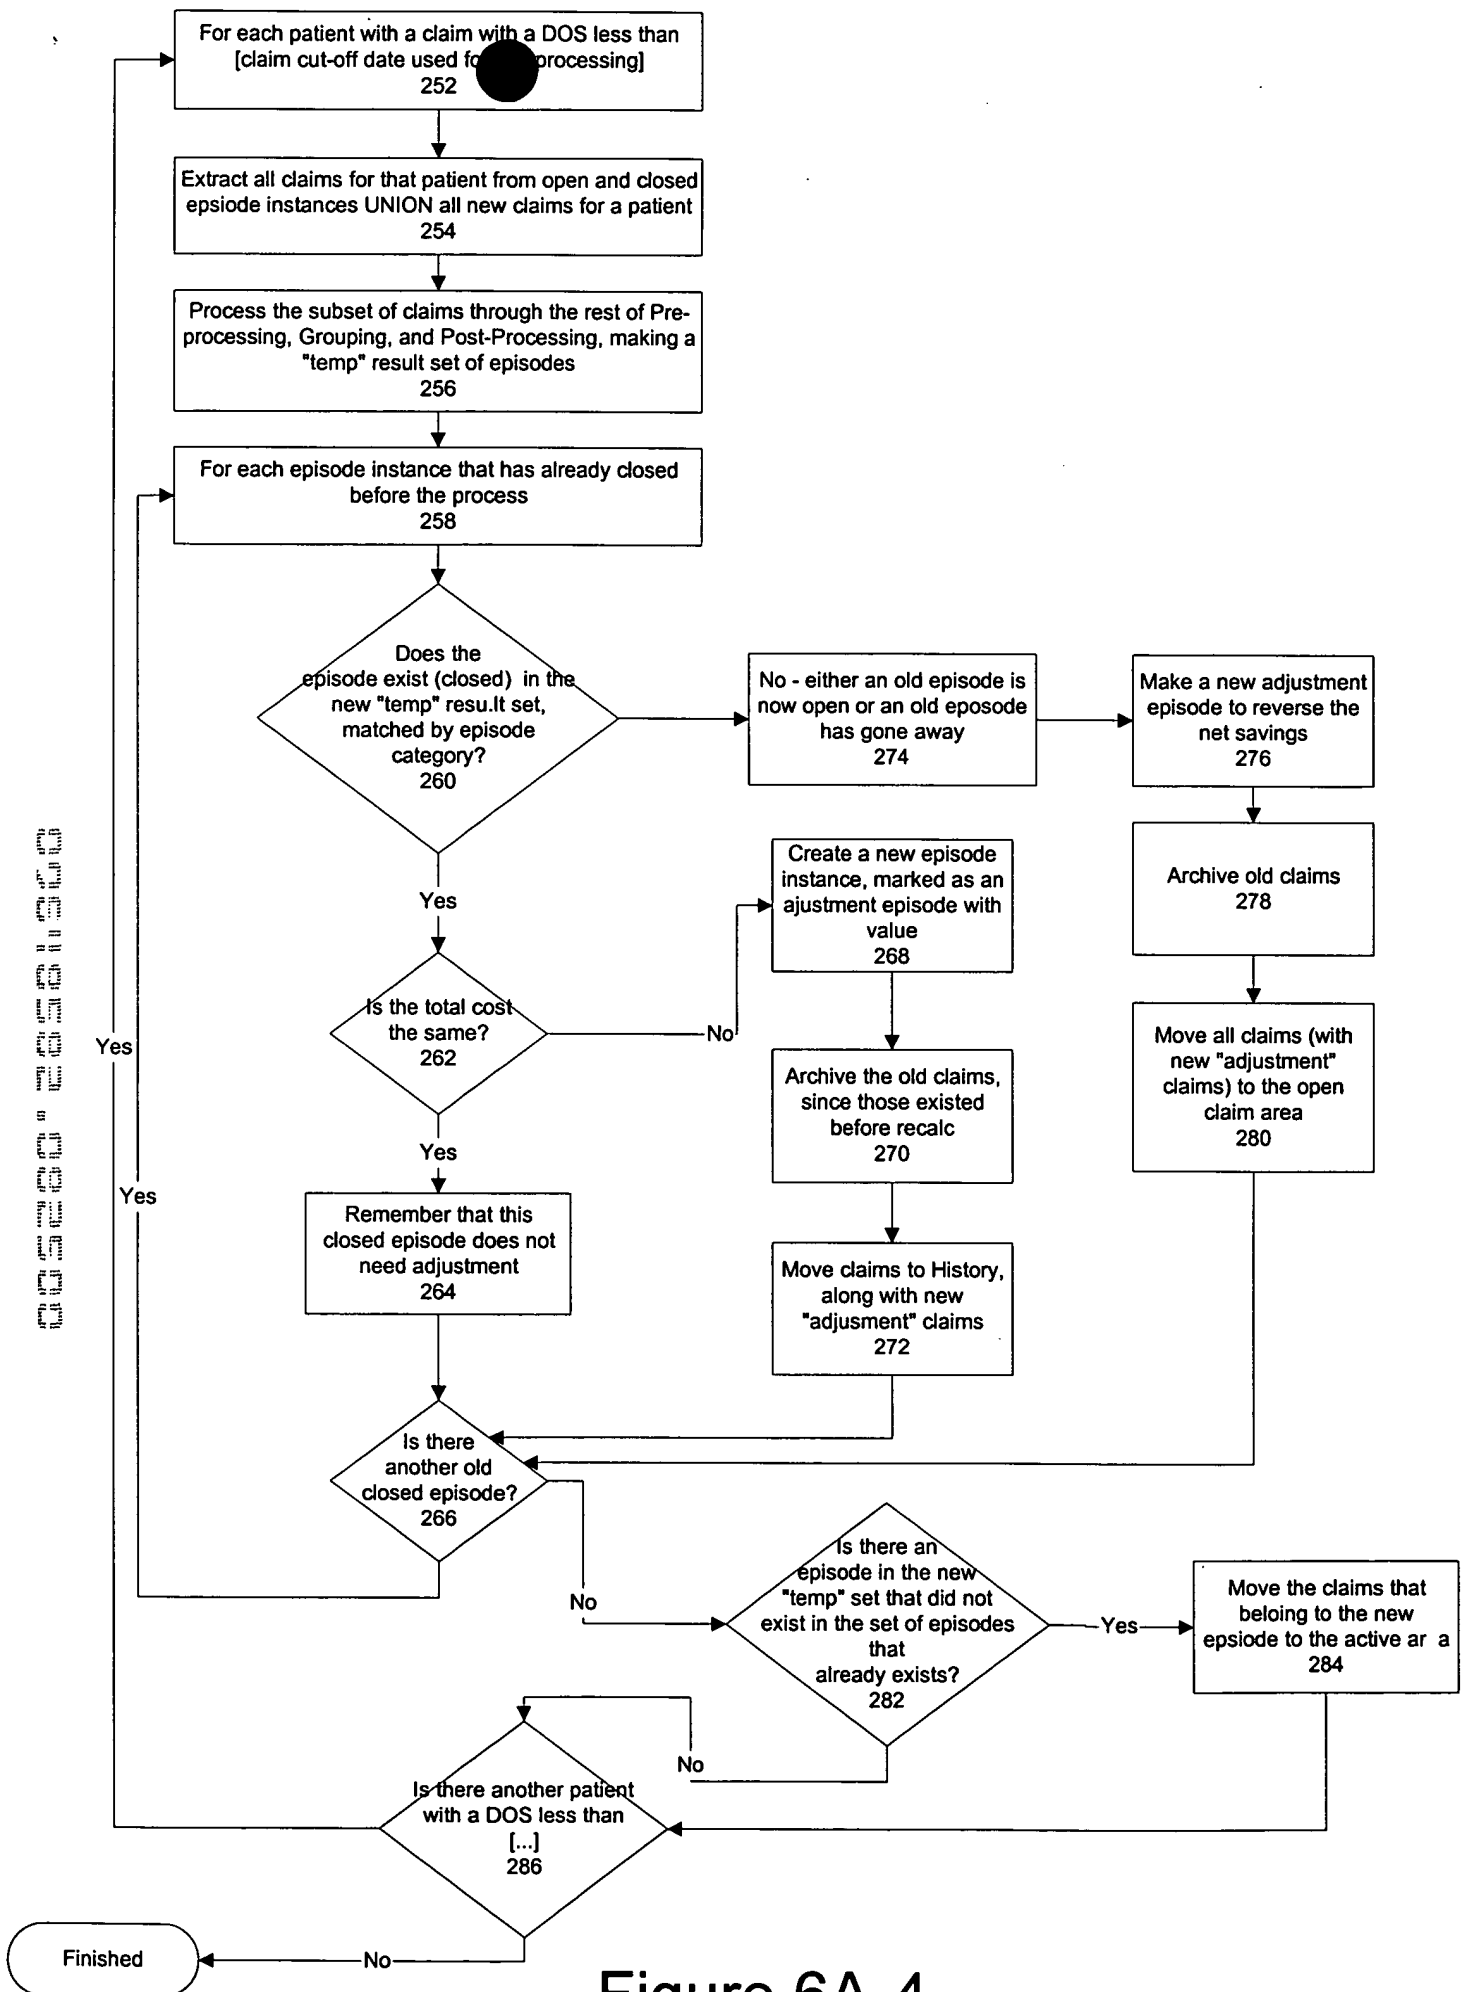 For each patient with a claim with a DOS less than
[claim cut-off date used processing]
252
Extract all claims for that patient from open and closed
epsiode instances UNION all new claims for a patient
254
Process the subset of claims through the rest of Pre-
processing, Grouping, and Post-Processing, making a
"temp" result set of episodes
256
For each episode instance that has already closed
before the process
258
Does the
episode exist (closed) in the
new "temp" resu.lt set,
matched by episode
category?
260
No - either an old episode is
now open or an old eposode
has gone away
274
Make a new adjustment
episode to reverse the
net savings
276
Yes
Create a new episode
instance, marked as an
ajustment episode with
value
268
Archive old claims
278
Is the total cost
the same?
262
No
Yes
Archive the old claims,
since those existed
before recalc
270
Move all claims (with
new "adjustment"
claims) to the open
claim area
280
Yes
Yes
Remember that this
closed episode does not
need adjustment
264
Move claims to History,
along with new
"adjusment" claims
272
Is there
another old
closed episode?
266
No
Is there an
episode in the new
"temp" set that did not
exist in the set of episodes
that
already exists?
282
Yes
Move the claims that
beloing to the new
epsiode to the active ar a
284
No
Is there another patient
with a DOS less than
[...]
286
No
Finished
Figure 6A-4